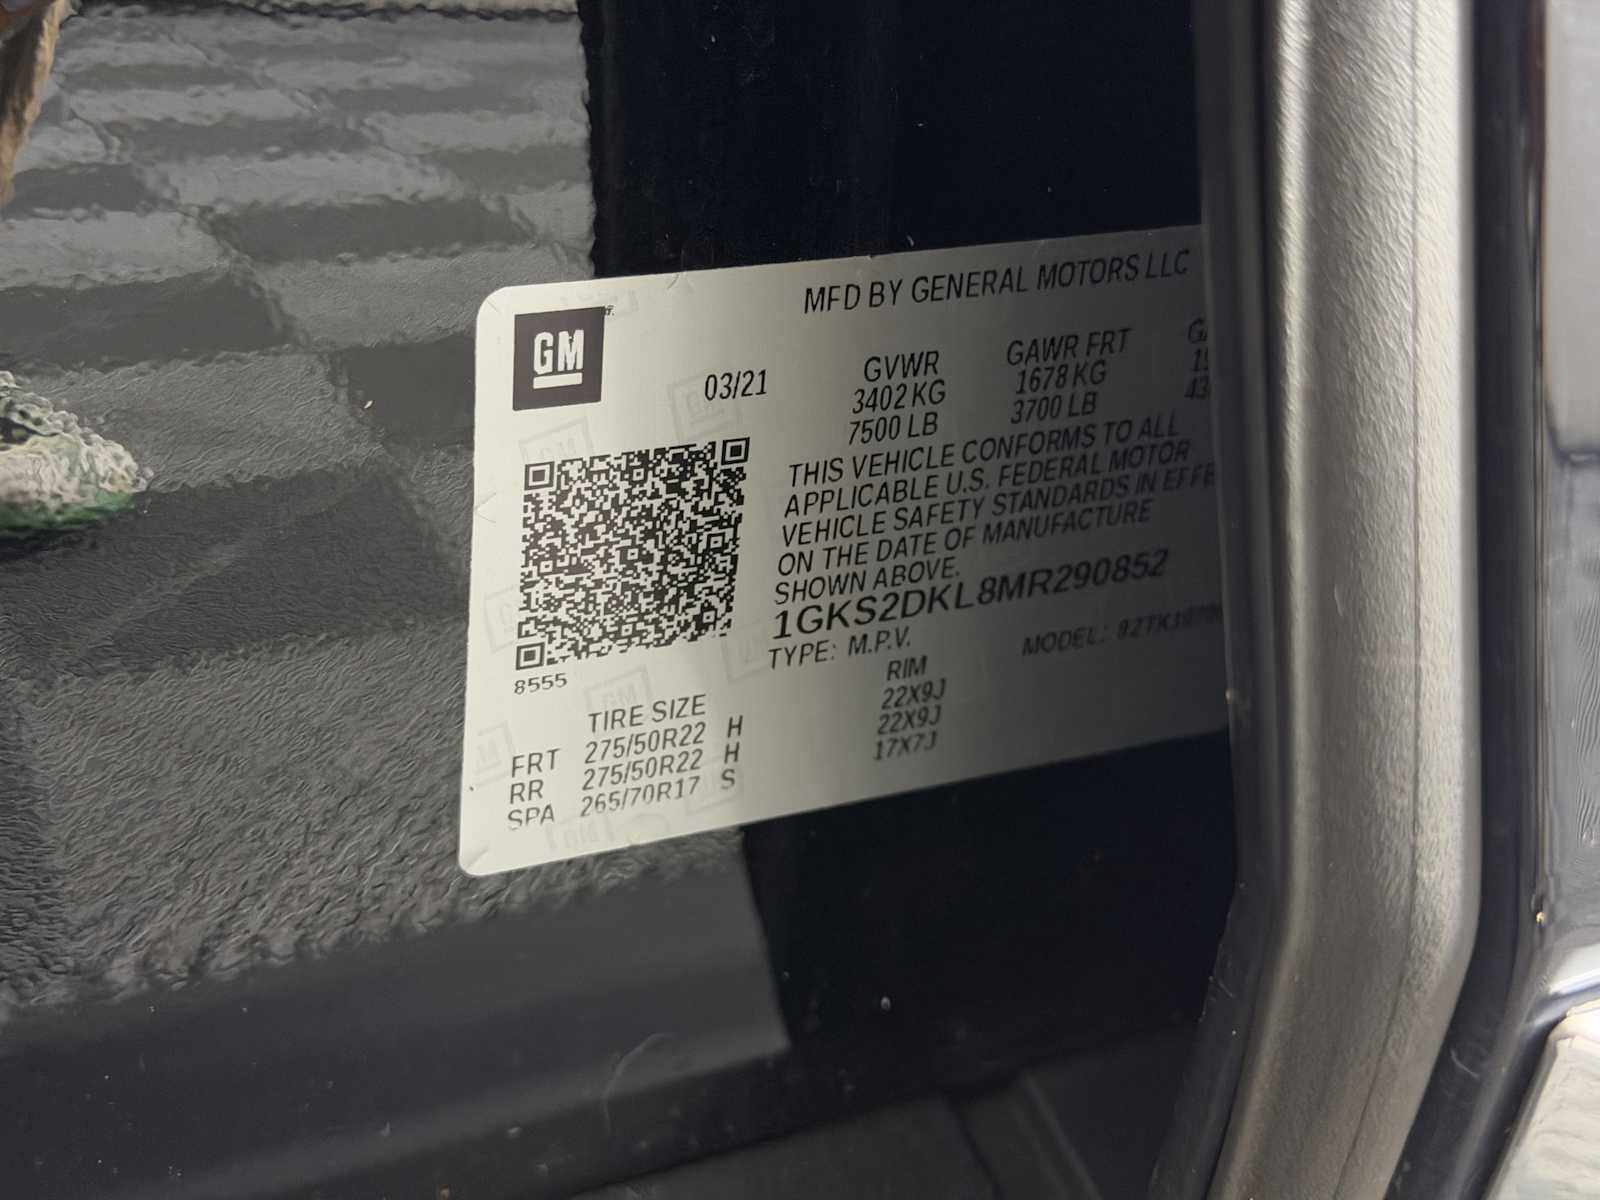 MFD BY GENERAL MOTORS LLC
GM
03/21
GVWR
3402 KG
7500 LB
GAWR FRT
1678 KG
3700 LB
THIS VEHICLE CONFORMS TO ALL
APPLICABLE U.S. FEDERAL MOTOR
VEHICLE SAFETY STANDARDS IN EFFE
ON THE DATE OF MANUFACTURE
SHOWN ABOVE.
1GKS2DKL8MR290852
TYPE: M.P.V.
MODEL:
8555
TIRE SIZE RIM
FRT 275/50R22 H 22X9J
RR 275/50R22 H 22X9J
SPA 265/70R17 S 17X7J